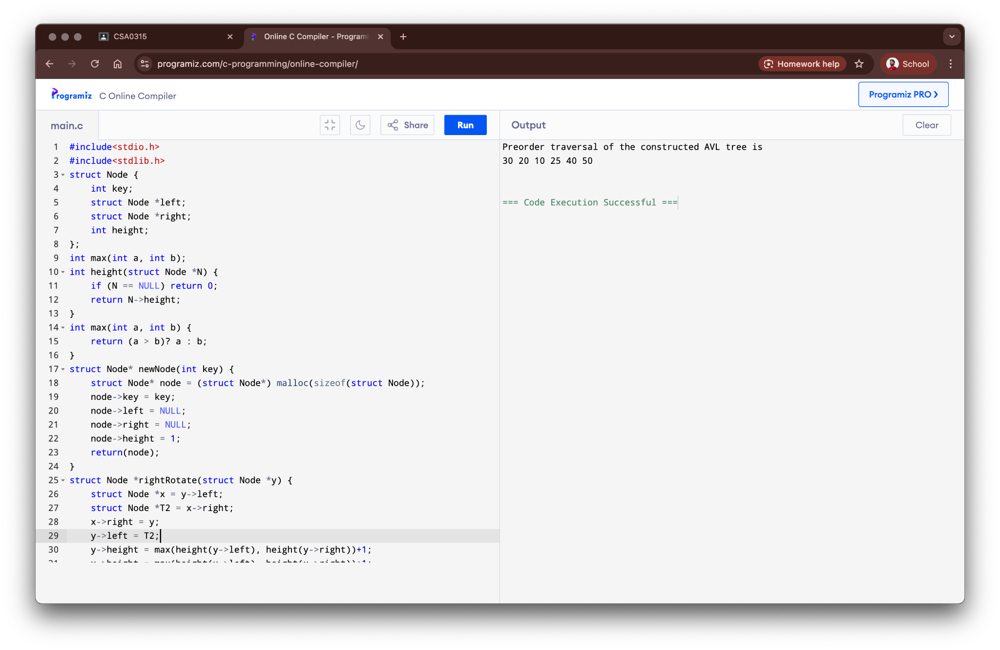 CSA0315
Online C Compiler - Programi
programiz.com/c-programming/online-compiler/
Homework help
School
Programiz
C Online Compiler
Programiz PRO ❯
main.c
Share
Run
Output
Clear
1 #include<stdio.h>
2 #include<stdlib.h>
3 struct Node {
4     int key;
5     struct Node *left;
6     struct Node *right;
7     int height;
8 };
9 int max(int a, int b);
10 int height(struct Node *N) {
11     if (N == NULL) return 0;
12     return N->height;
13 }
14 int max(int a, int b) {
15     return (a > b)? a : b;
16 }
17 struct Node* newNode(int key) {
18     struct Node* node = (struct Node*) malloc(sizeof(struct Node));
19     node->key = key;
20     node->left = NULL;
21     node->right = NULL;
22     node->height = 1;
23     return(node);
24 }
25 struct Node *rightRotate(struct Node *y) {
26     struct Node *x = y->left;
27     struct Node *T2 = x->right;
28     x->right = y;
29     y->left = T2;
30     y->height = max(height(y->left), height(y->right))+1;
Preorder traversal of the constructed AVL tree is
30 20 10 25 40 50
=== Code Execution Successful ===